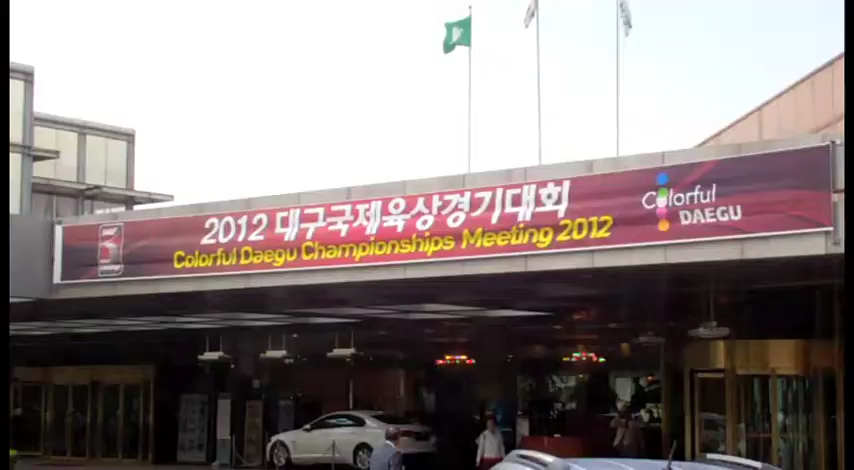 2012 대구국제육상경기대회
Colorful Daegu Championships Meeting 2012
Colorful
DAEGU